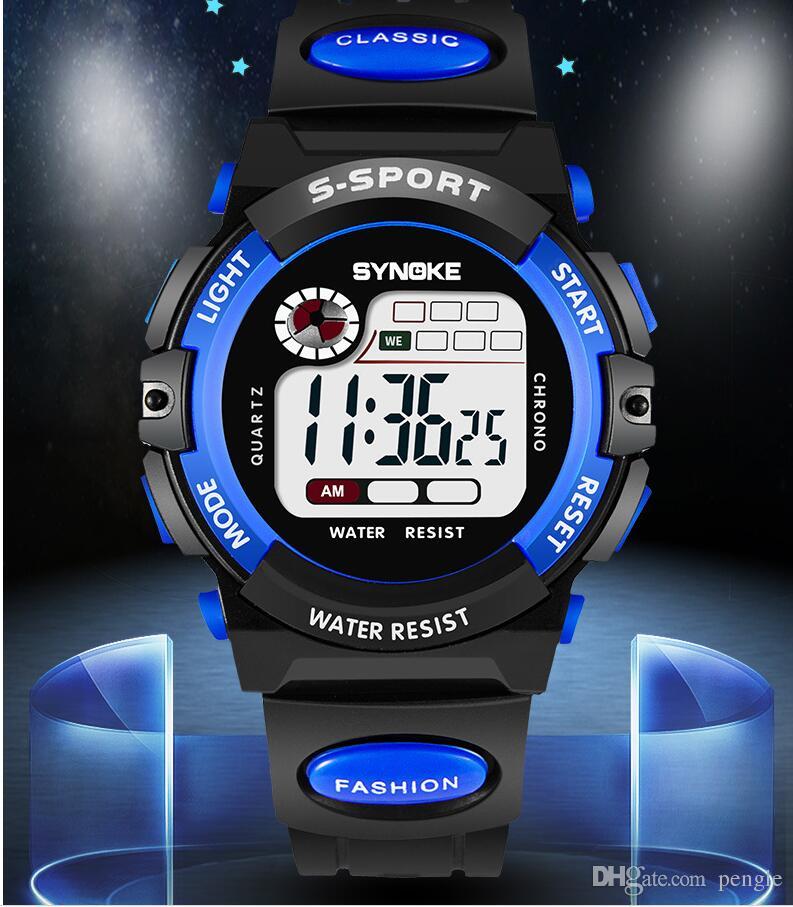 CLASSIC
S-SPORT
LIGHT
START
SYNOKE
WE
QUARTZ
CHRONO
11:36 25
AM
WATER RESIST
MODE
RESET
WATER RESIST
FASHION
DHgate.com pengle